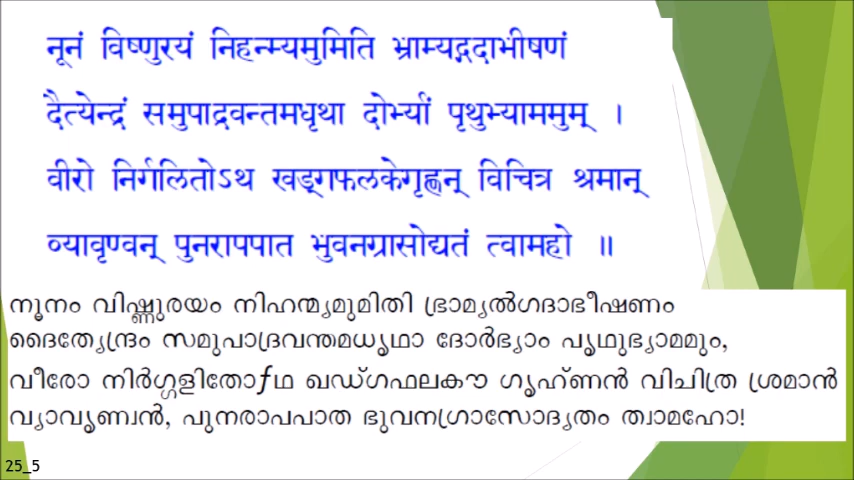 नूनं विष्णुरयं निहन्म्यमुमिति भ्राम्यद्गदाभीषणं
दैत्येन्द्रं समुपाद्रवन्तमधृथा दोर्भ्यां पृथुभ्याममुम् ।
वीरो निर्गलितोऽथ खड्गफलकेगृह्णन् विचित्र श्रमान्
व्यावृण्वन् पुनरापपात भुवनग्रासोद्यतं त्वामहो ॥
നൂനം വിഷ്ണുരയം നിഹന്മ്യമുമിതി ഭ്രാമ്യൽഗദാഭീഷണം
ദൈത്യേന്ദ്രം സമുപാദ്രവന്തമധൃഥാ ദോർഭ്യാം പൃഥുഭ്യാമമും,
വീരോ നിർഗ്ഗളിതോƒഥ ഖഡ്ഗഫലകൗ ഗൃഹ്ണൻ വിചിത്ര ശ്രമാൻ
വ്യാവൃണ്വൻ, പുനരാപപാത ഭുവനഗ്രാസോദ്യതം ത്വാമഹോ!
25_5